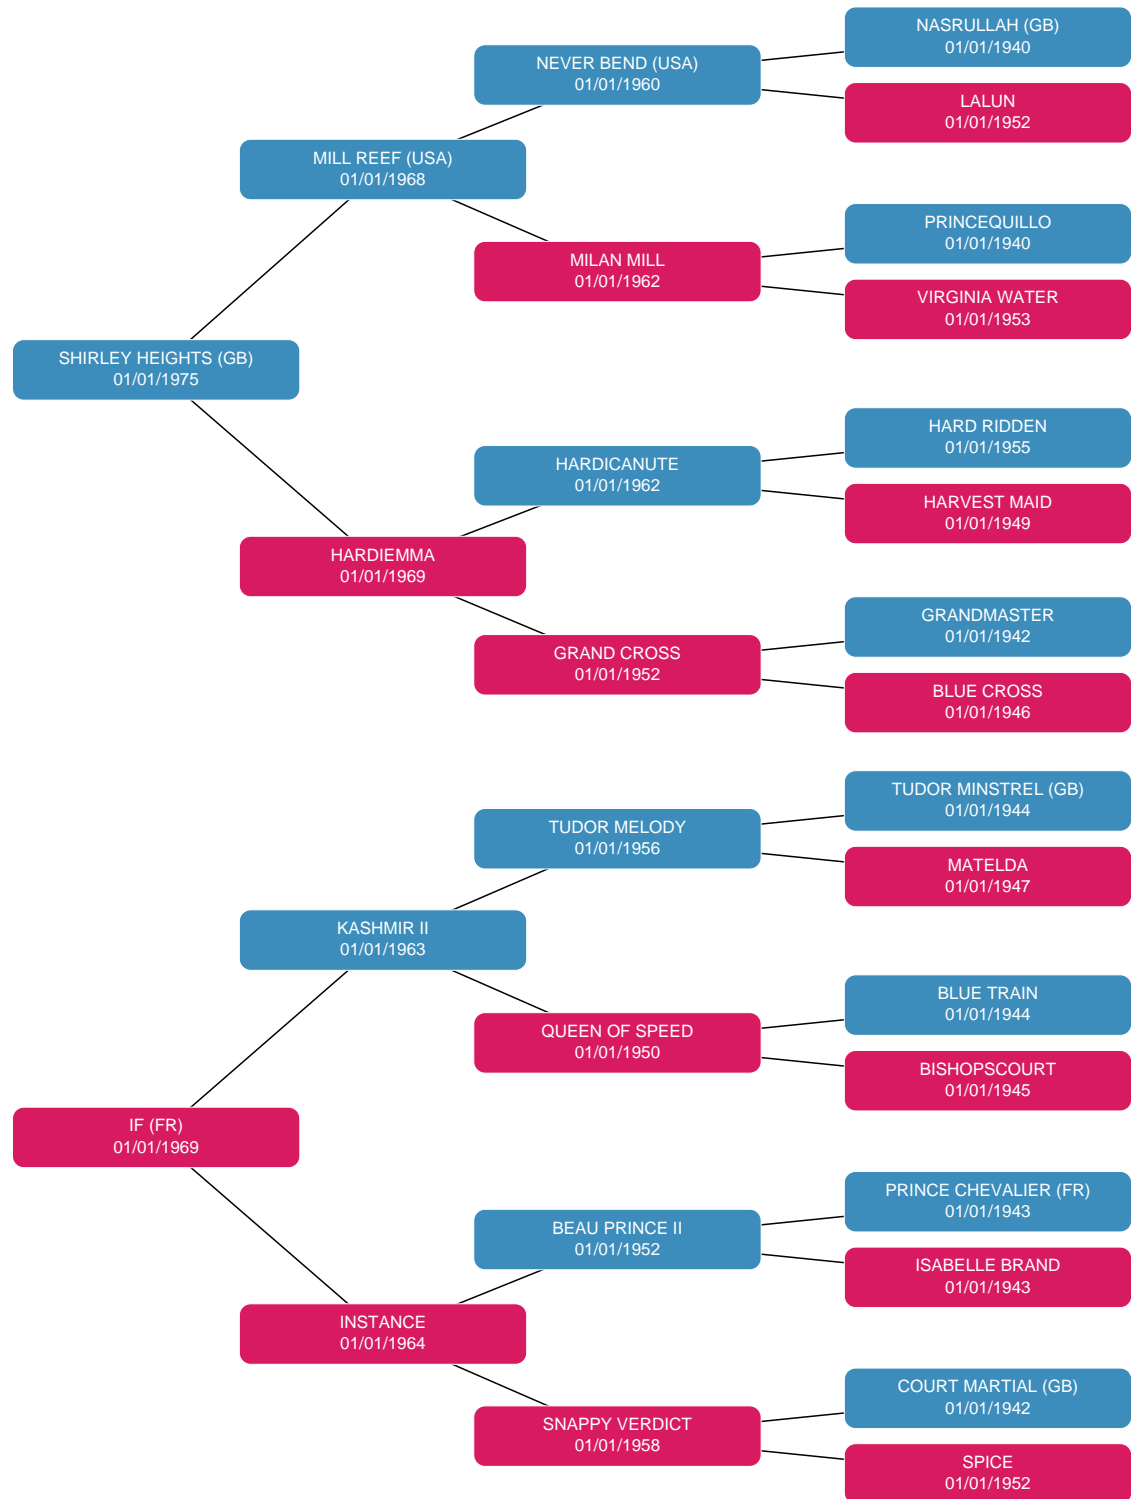 NASRULLAH (GB)
01/01/1940
NEVER BEND (USA)
01/01/1960
LALUN
01/01/1952
MILL REEF (USA)
01/01/1968
PRINCEQUILLO
01/01/1940
MILAN MILL
01/01/1962
VIRGINIA WATER
01/01/1953
SHIRLEY HEIGHTS (GB)
01/01/1975
HARD RIDDEN
01/01/1955
HARDICANUTE
01/01/1962
HARVEST MAID
01/01/1949
HARDIEMMA
01/01/1969
GRANDMASTER
01/01/1942
GRAND CROSS
01/01/1952
BLUE CROSS
01/01/1946
TUDOR MINSTREL (GB)
01/01/1944
TUDOR MELODY
01/01/1956
MATELDA
01/01/1947
KASHMIR II
01/01/1963
BLUE TRAIN
01/01/1944
QUEEN OF SPEED
01/01/1950
BISHOPSCOURT
01/01/1945
IF (FR)
01/01/1969
PRINCE CHEVALIER (FR)
01/01/1943
BEAU PRINCE II
01/01/1952
ISABELLE BRAND
01/01/1943
INSTANCE
01/01/1964
COURT MARTIAL (GB)
01/01/1942
SNAPPY VERDICT
01/01/1958
SPICE
01/01/1952